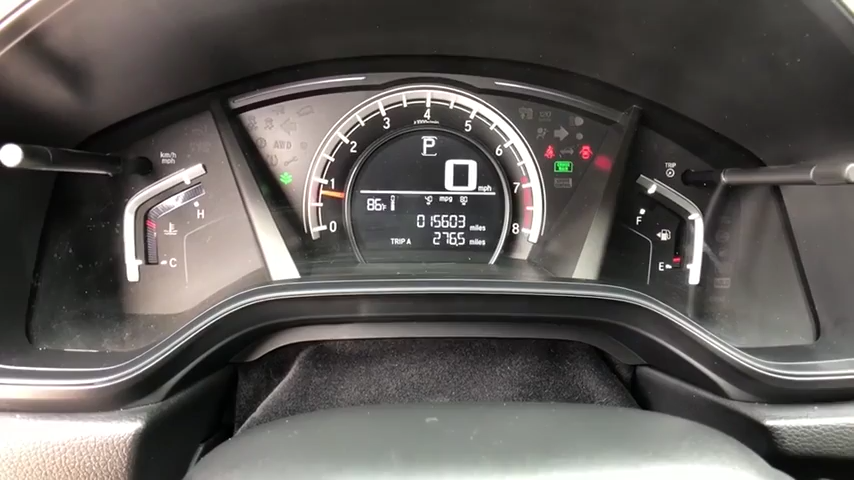 km/h
mph
H
C
AWD
0
1
2
3
4
5
6
7
8
x1000r/min
P
0 mph
86°F
40 mpg 80
015603 miles
TRIP A 276.5 miles
TRIP
F
E